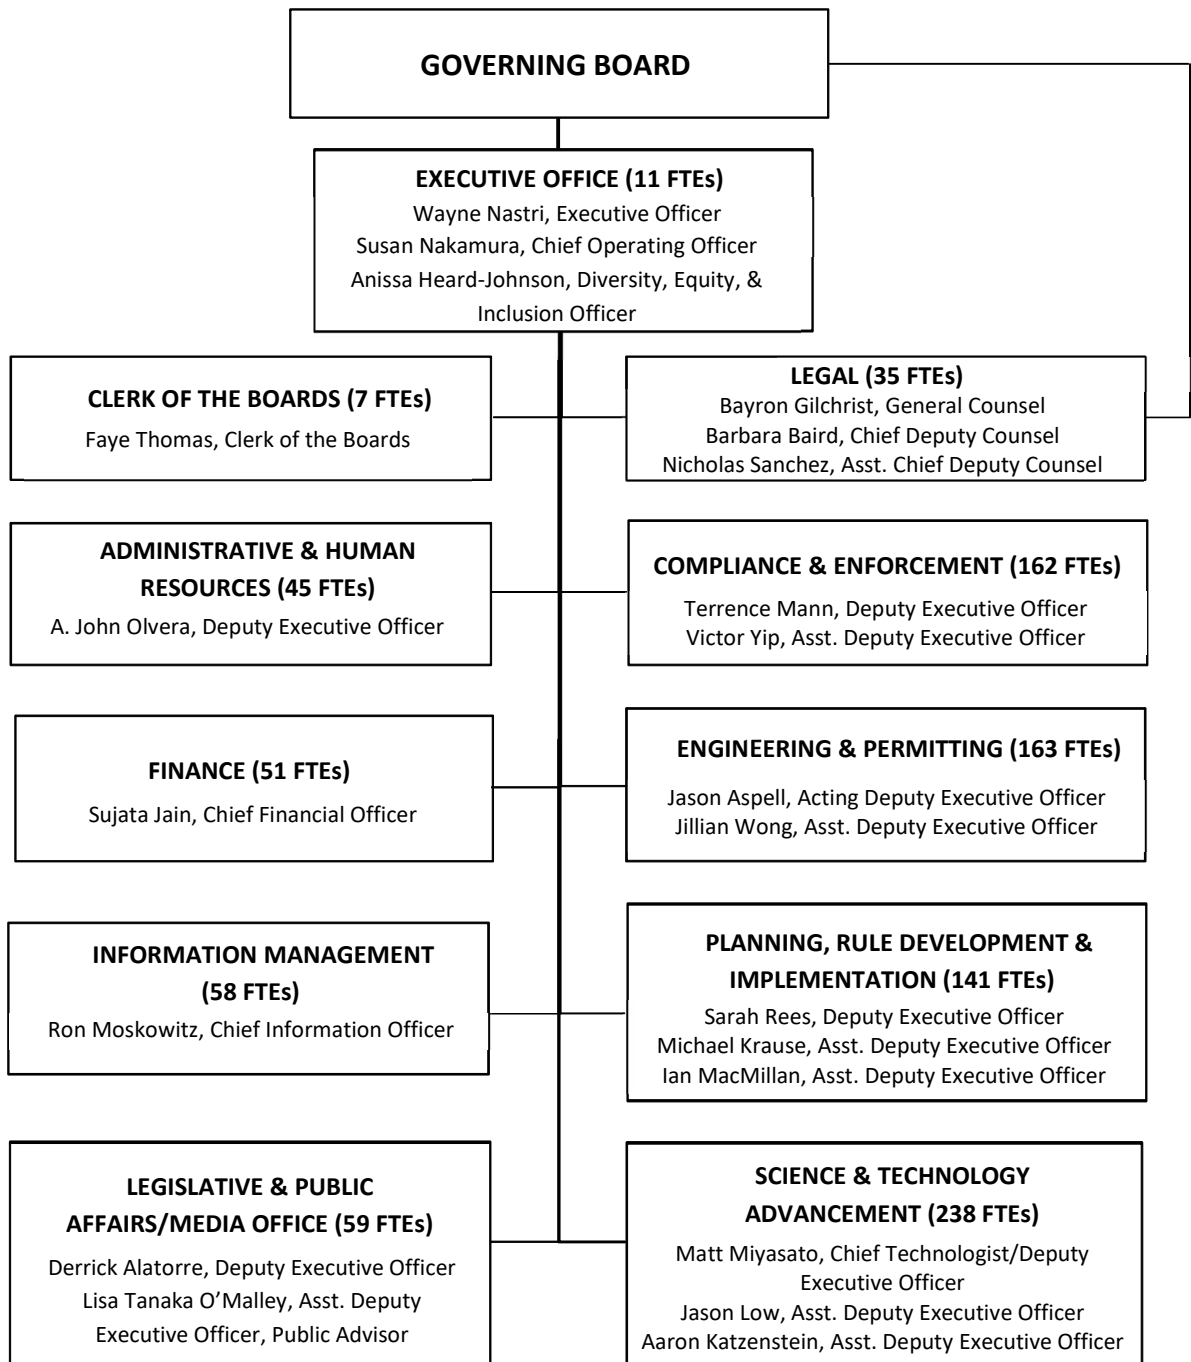 GOVERNING BOARD
EXECUTIVE OFFICE (11 FTEs)
Wayne Nastri, Executive Officer
Susan Nakamura, Chief Operating Officer
Anissa Heard-Johnson, Diversity, Equity, &
Inclusion Officer
CLERK OF THE BOARDS (7 FTEs)
Faye Thomas, Clerk of the Boards
LEGAL (35 FTEs)
Bayron Gilchrist, General Counsel
Barbara Baird, Chief Deputy Counsel
Nicholas Sanchez, Asst. Chief Deputy Counsel
ADMINISTRATIVE & HUMAN
RESOURCES (45 FTEs)
A. John Olvera, Deputy Executive Officer
COMPLIANCE & ENFORCEMENT (162 FTEs)
Terrence Mann, Deputy Executive Officer
Victor Yip, Asst. Deputy Executive Officer
FINANCE (51 FTEs)
Sujata Jain, Chief Financial Officer
ENGINEERING & PERMITTING (163 FTEs)
Jason Aspell, Acting Deputy Executive Officer
Jillian Wong, Asst. Deputy Executive Officer
INFORMATION MANAGEMENT
(58 FTEs)
Ron Moskowitz, Chief Information Officer
PLANNING, RULE DEVELOPMENT &
IMPLEMENTATION (141 FTEs)
Sarah Rees, Deputy Executive Officer
Michael Krause, Asst. Deputy Executive Officer
Ian MacMillan, Asst. Deputy Executive Officer
LEGISLATIVE & PUBLIC
AFFAIRS/MEDIA OFFICE (59 FTEs)
Derrick Alatorre, Deputy Executive Officer
Lisa Tanaka O’Malley, Asst. Deputy
Executive Officer, Public Advisor
SCIENCE & TECHNOLOGY
ADVANCEMENT (238 FTEs)
Matt Miyasato, Chief Technologist/Deputy
Executive Officer
Jason Low, Asst. Deputy Executive Officer
Aaron Katzenstein, Asst. Deputy Executive Officer